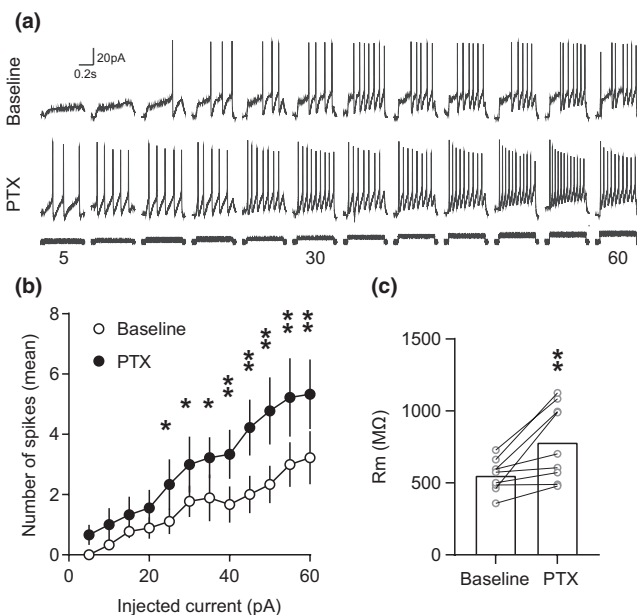 (a)
20pA
0.2s
Baseline
PTX
5 30 60
(b)
Number of spikes (mean)
8
6
4
2
0
Baseline
PTX
*
*
*
**
**
**
**
**
0 20 40 60
Injected current (pA)
(c)
Rm (MΩ)
1500
1000
500
0
**
Baseline PTX